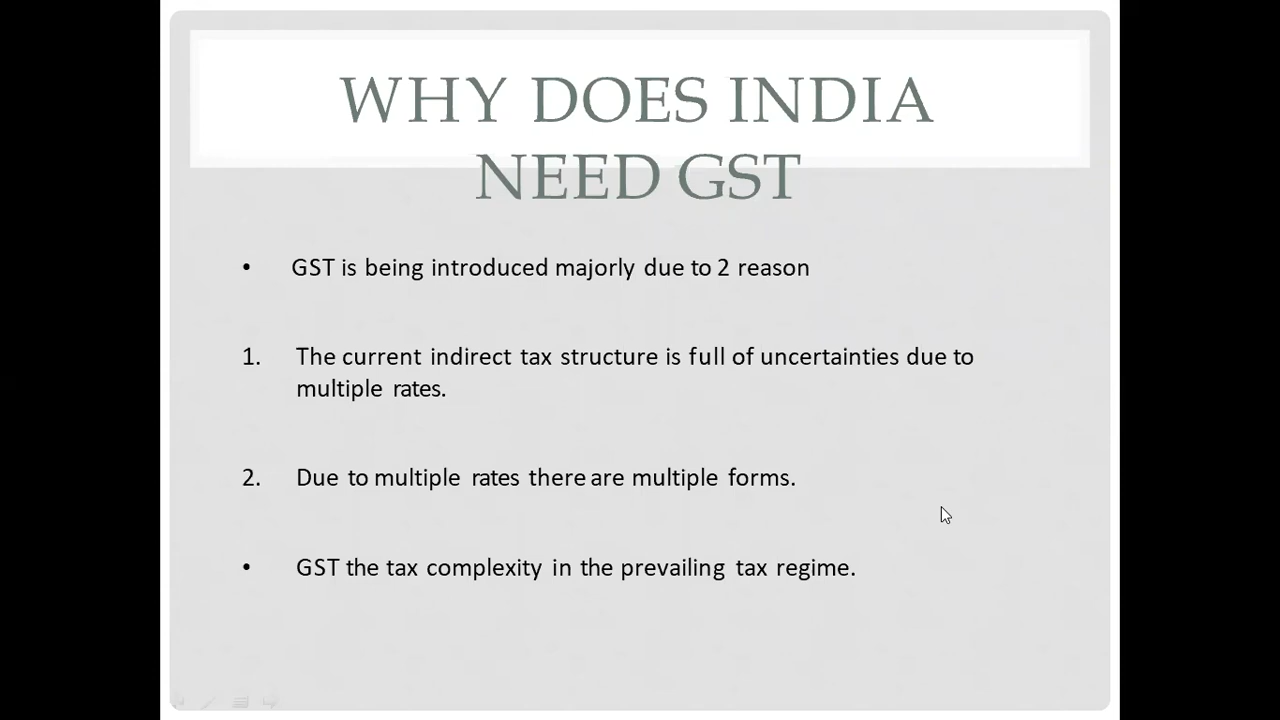 WHY DOES INDIA
NEED GST
• GST is being introduced majorly due to 2 reason
1. The current indirect tax structure is full of uncertainties due to
multiple rates.
2. Due to multiple rates there are multiple forms.
• GST the tax complexity in the prevailing tax regime.